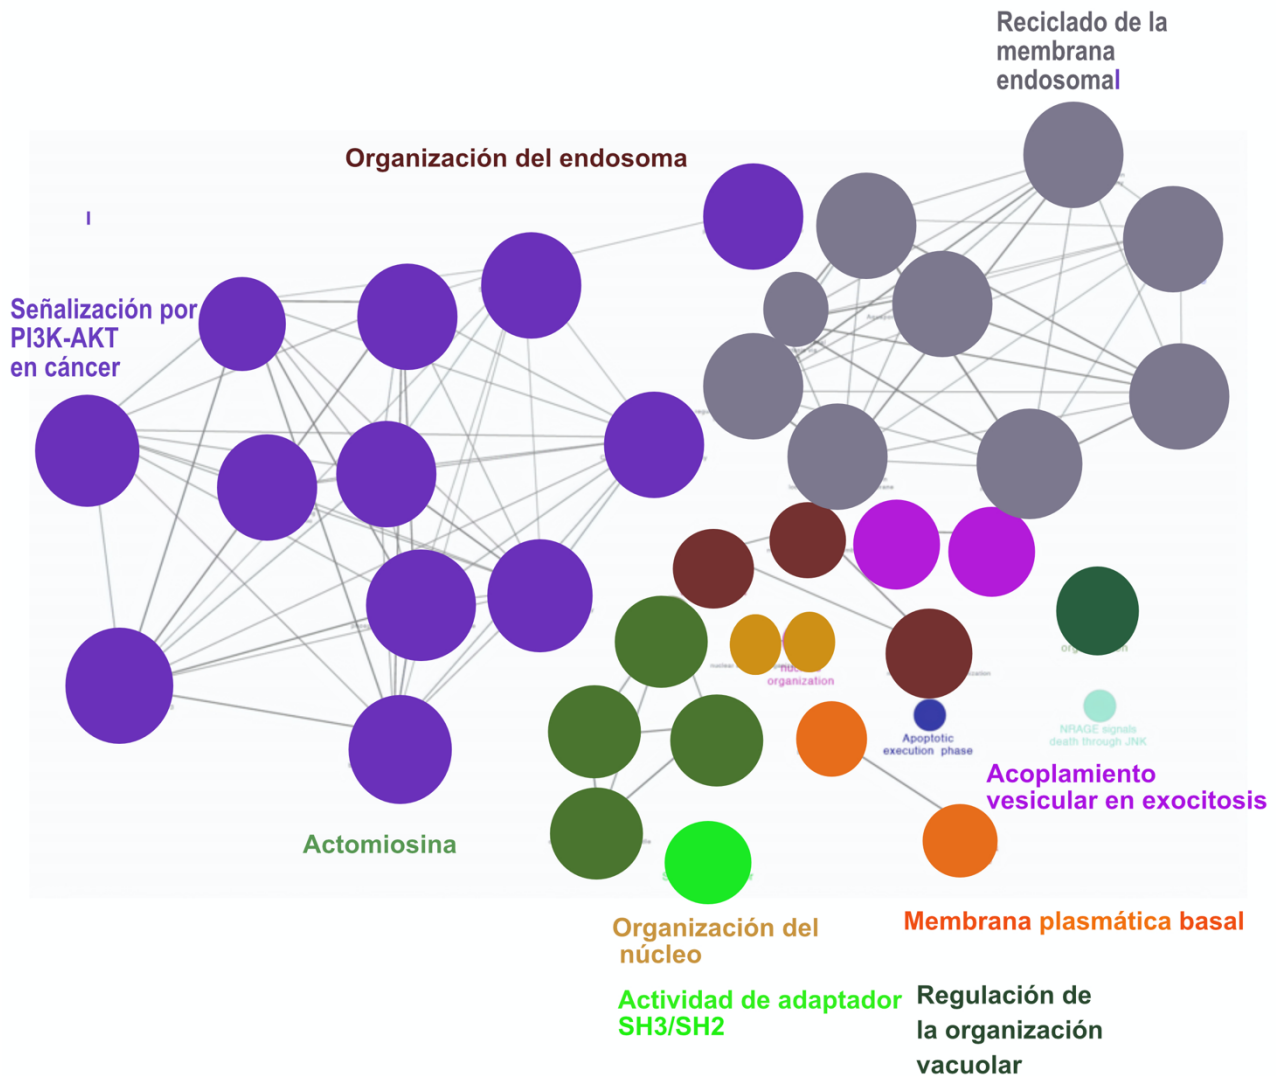 Reciclado de la
membrana
endosomal
Organización del endosoma
Señalización por
PI3K-AKT
en cáncer
nuclear
organization
Apoptotic
execution phase
NRAGE signals
death through JNK
Acoplamiento
vesicular en exocitosis
Actomiosina
Organización del
núcleo
Membrana plasmática basal
Actividad de adaptador
SH3/SH2
Regulación de
la organización
vacuolar